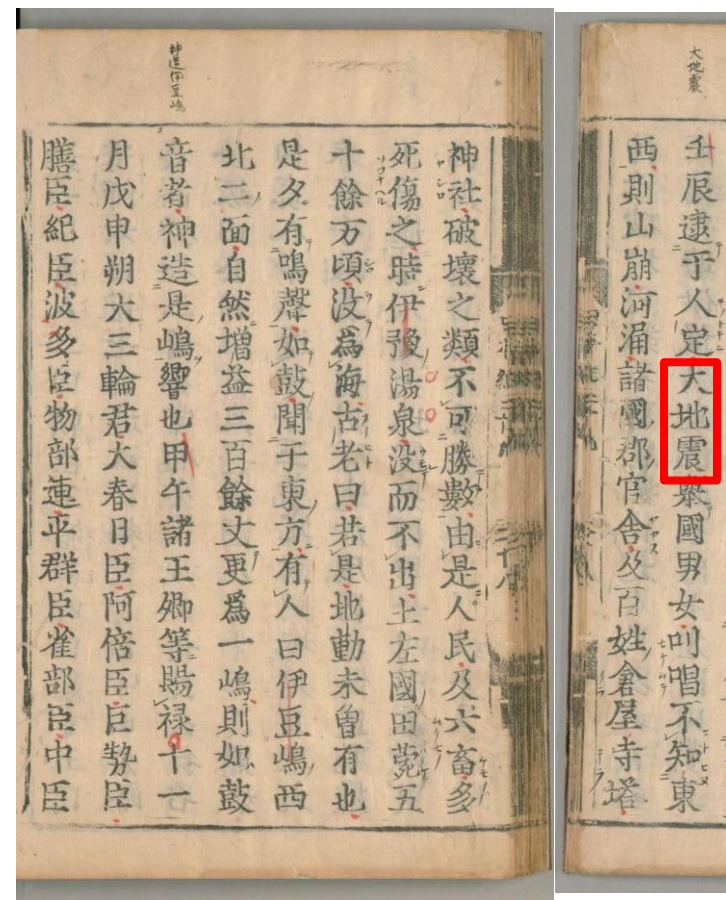 大地震
壬辰逮于人定大地震擧國男女叫唱不知東
西則山崩河涌諸國郡官舍及百姓倉屋寺塔
神造伊豆嶋
神社破壞之類不可勝數由是人民及六畜多
死傷之時伊豫湯泉没而不出土左國田菀五
十餘万頃没爲海古老曰若是地動未曾有也
是夕有鳴聲如鼓聞于東方有人曰伊豆嶋西
北二面自然增益三百餘丈更爲一嶋則如鼓
音者神造是嶋響也甲午諸王卿等賜禄十一
月戊申朔大三輪君大春日臣阿倍臣巨勢臣
膳臣紀臣波多臣物部連平群臣雀部臣中臣